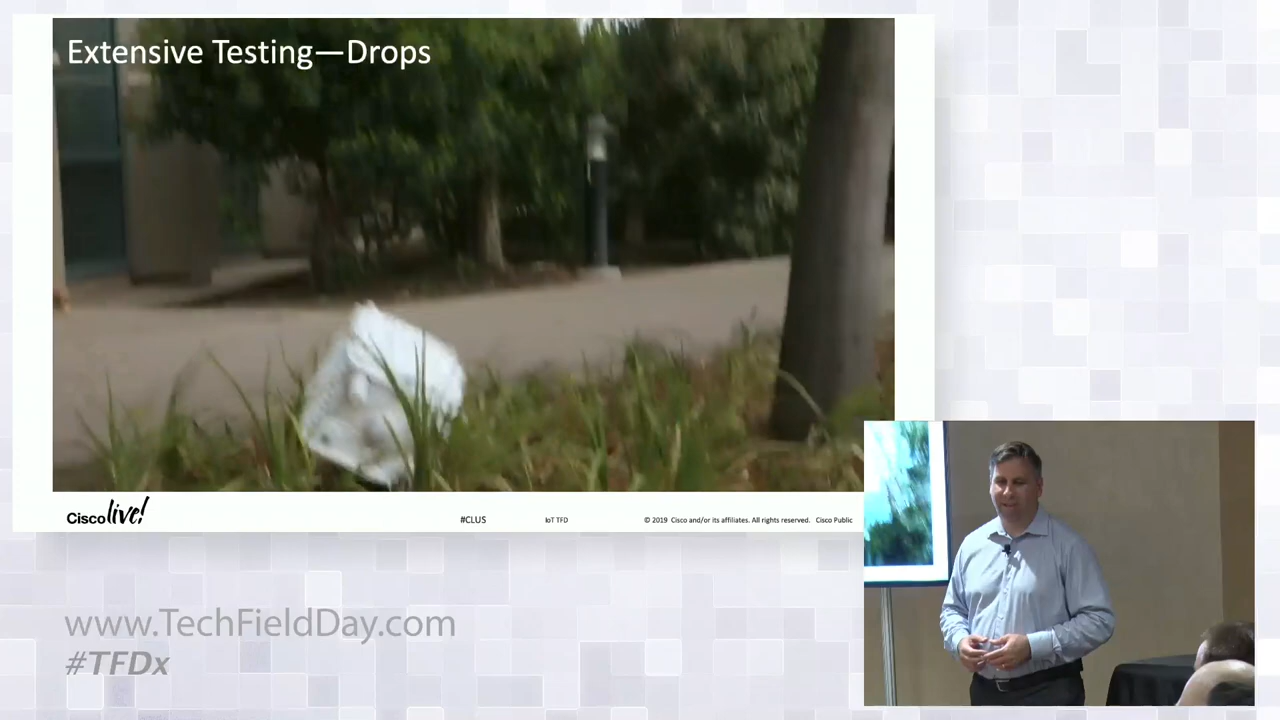 Extensive Testing—Drops
Cisco live!
#CLUS
IoT TFD
© 2019 Cisco and/or its affiliates. All rights reserved. Cisco Public
www.TechFieldDay.com
#TFDx